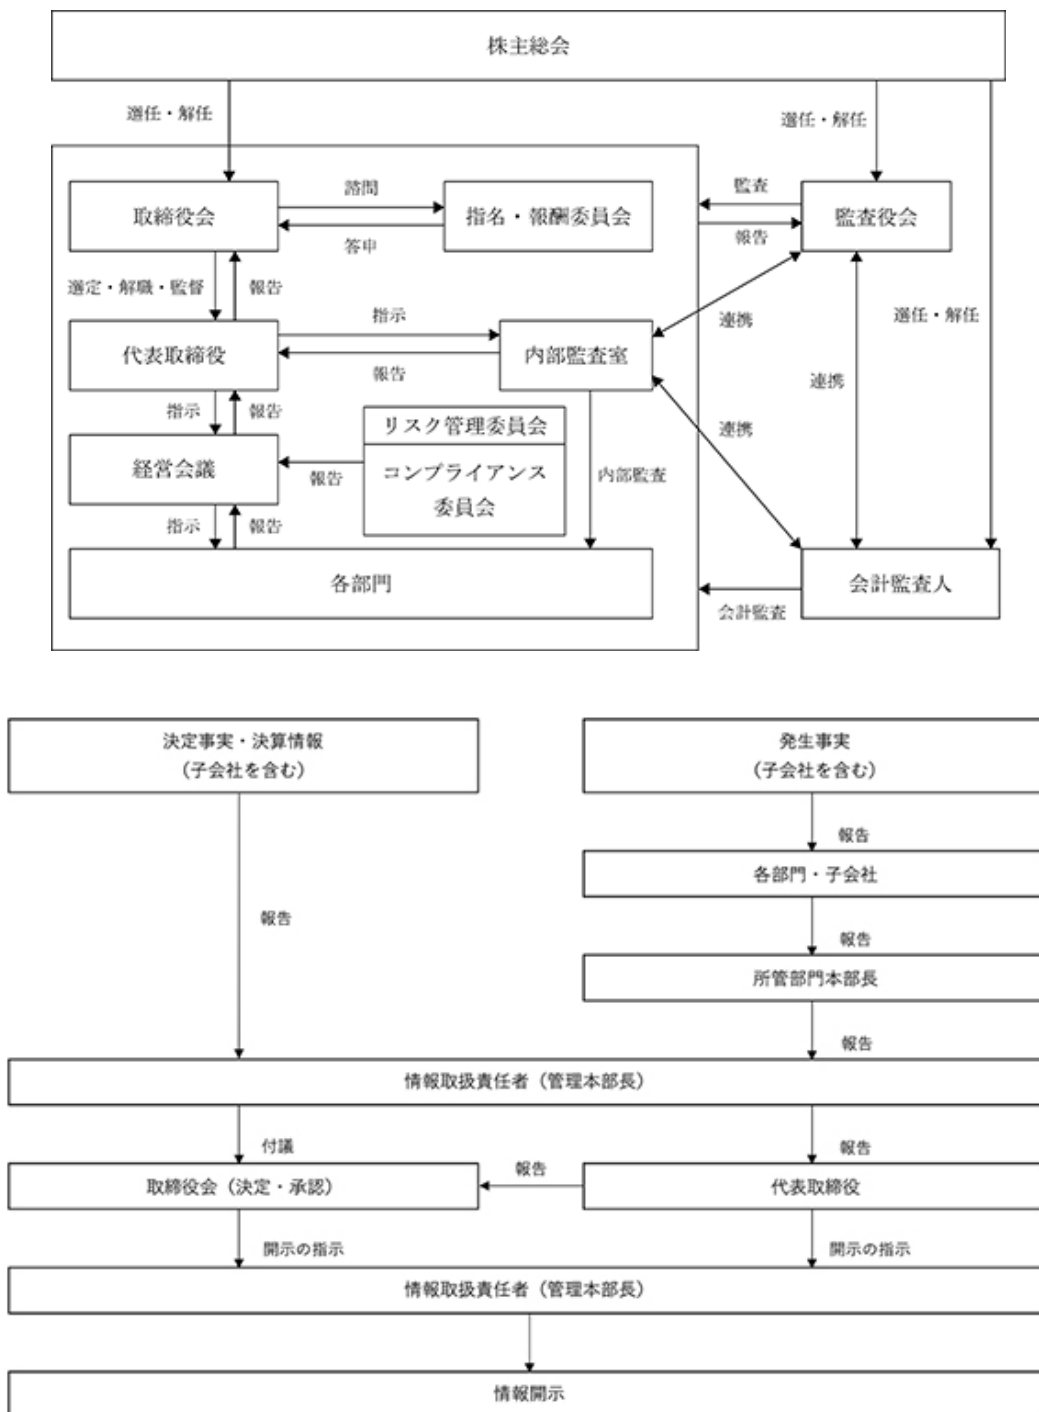 株主総会
選任・解任
選任・解任
取締役会
諮問
答申
指名・報酬委員会
監査
報告
監査役会
選定・解職・監督
報告
選任・解任
代表取締役
指示
報告
内部監査室
連携
連携
連携
指示
報告
リスク管理委員会
コンプライアンス
委員会
経営会議
報告
内部監査
指示
報告
各部門
会計監査
会計監査人
決定事実・決算情報
(子会社を含む)
発生事実
(子会社を含む)
報告
各部門・子会社
報告
報告
所管部門本部長
報告
情報取扱責任者（管理本部長）
付議
報告
取締役会（決定・承認）
報告
代表取締役
開示の指示
開示の指示
情報取扱責任者（管理本部長）
情報開示